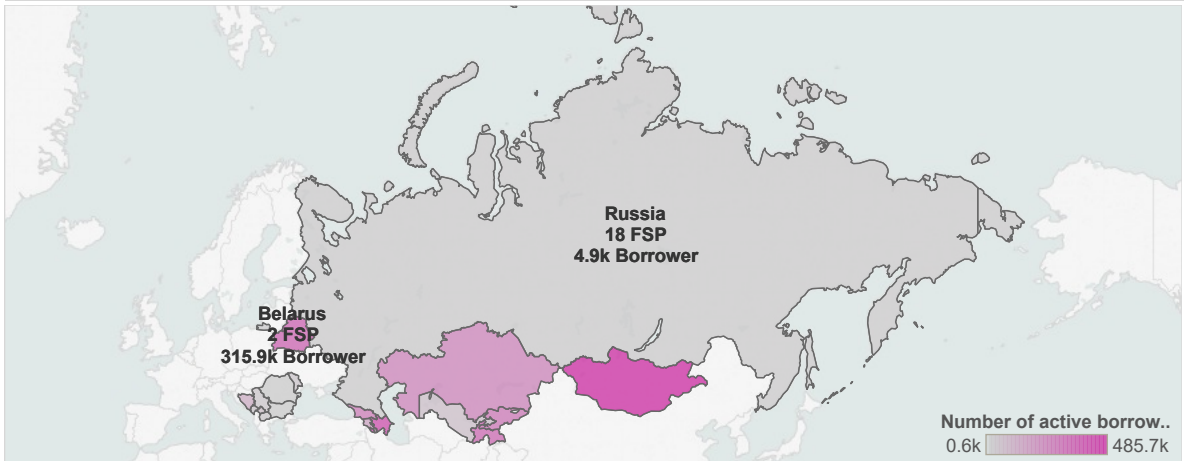 Russia
18 FSP
4.9k Borrower
Belarus
2 FSP
315.9k Borrower
Number of active borrow..
0.6k 485.7k